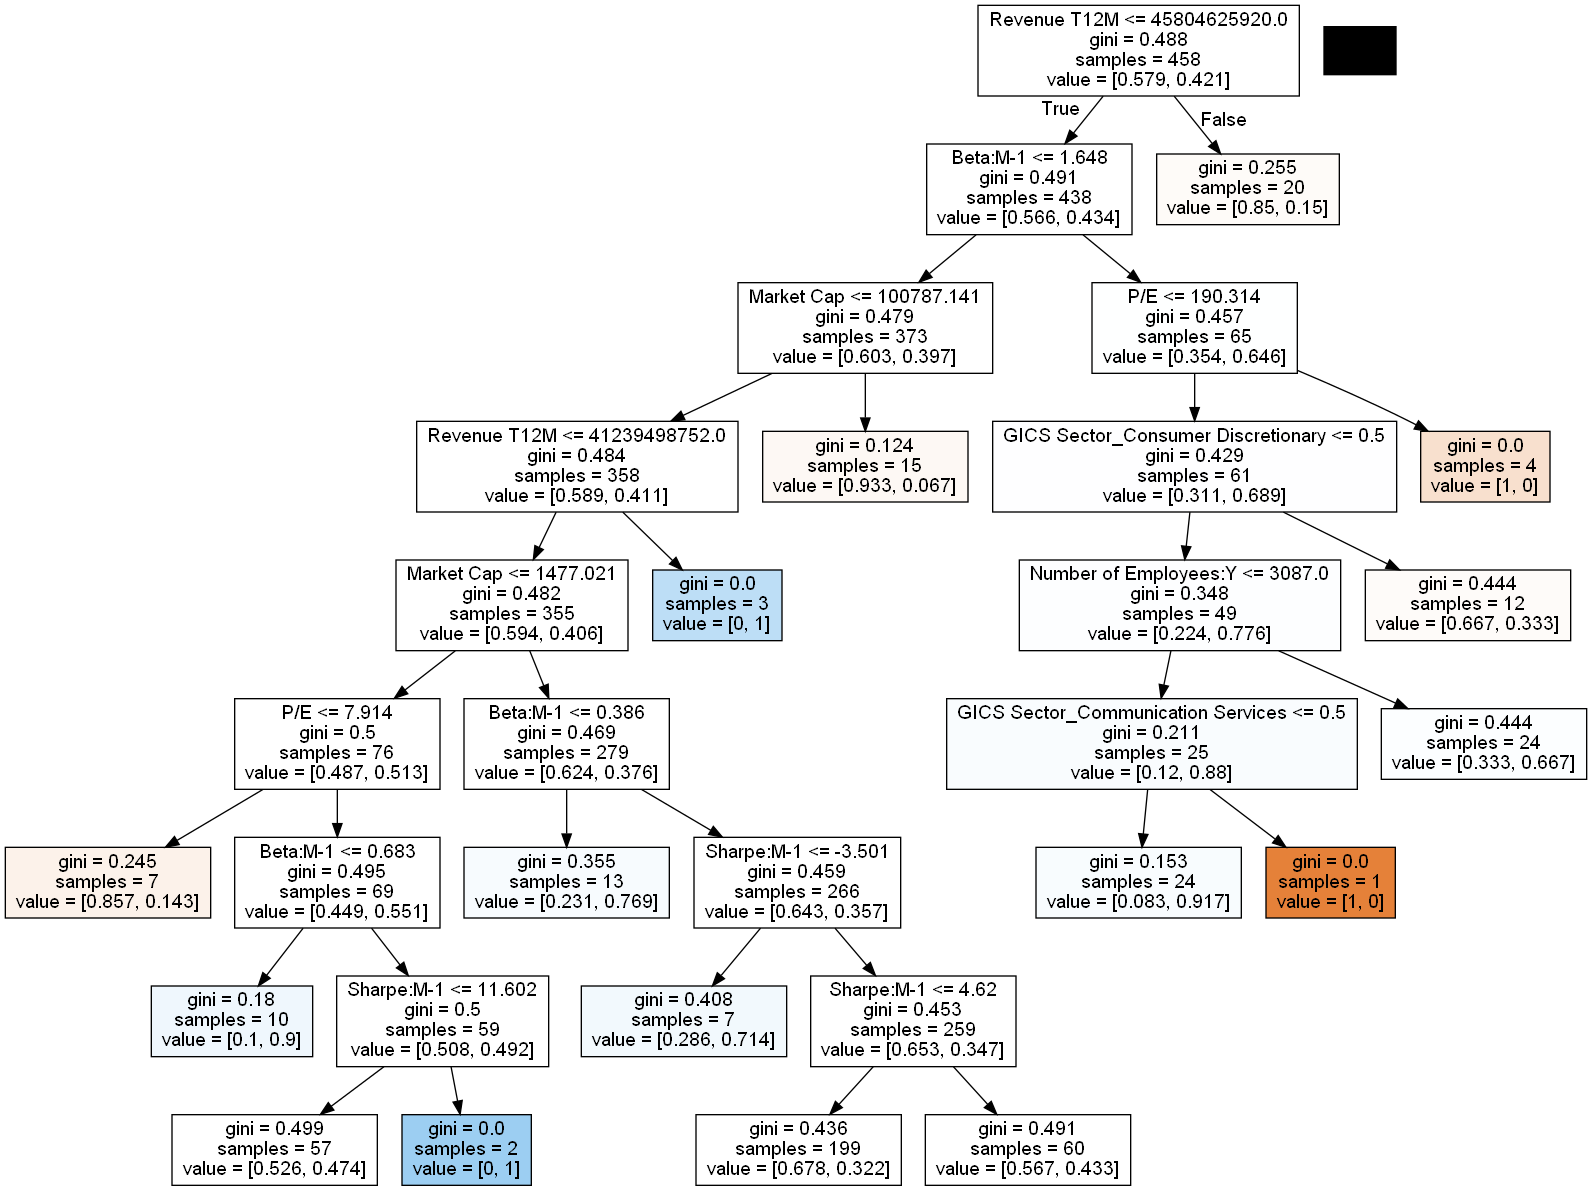 Revenue T12M <= 45804625920.0
gini = 0.488
samples = 458
value = [0.579, 0.421]
True
False
Beta:M-1 <= 1.648
gini = 0.491
samples = 438
value = [0.566, 0.434]
gini = 0.255
samples = 20
value = [0.85, 0.15]
Market Cap <= 100787.141
gini = 0.479
samples = 373
value = [0.603, 0.397]
P/E <= 190.314
gini = 0.457
samples = 65
value = [0.354, 0.646]
Revenue T12M <= 41239498752.0
gini = 0.484
samples = 358
value = [0.589, 0.411]
gini = 0.124
samples = 15
value = [0.933, 0.067]
GICS Sector_Consumer Discretionary <= 0.5
gini = 0.429
samples = 61
value = [0.311, 0.689]
gini = 0.0
samples = 4
value = [1, 0]
Market Cap <= 1477.021
gini = 0.482
samples = 355
value = [0.594, 0.406]
gini = 0.0
samples = 3
value = [0, 1]
Number of Employees:Y <= 3087.0
gini = 0.348
samples = 49
value = [0.224, 0.776]
gini = 0.444
samples = 12
value = [0.667, 0.333]
P/E <= 7.914
gini = 0.5
samples = 76
value = [0.487, 0.513]
Beta:M-1 <= 0.386
gini = 0.469
samples = 279
value = [0.624, 0.376]
GICS Sector_Communication Services <= 0.5
gini = 0.211
samples = 25
value = [0.12, 0.88]
gini = 0.444
samples = 24
value = [0.333, 0.667]
gini = 0.245
samples = 7
value = [0.857, 0.143]
Beta:M-1 <= 0.683
gini = 0.495
samples = 69
value = [0.449, 0.551]
gini = 0.355
samples = 13
value = [0.231, 0.769]
Sharpe:M-1 <= -3.501
gini = 0.459
samples = 266
value = [0.643, 0.357]
gini = 0.153
samples = 24
value = [0.083, 0.917]
gini = 0.0
samples = 1
value = [1, 0]
gini = 0.18
samples = 10
value = [0.1, 0.9]
Sharpe:M-1 <= 11.602
gini = 0.5
samples = 59
value = [0.508, 0.492]
gini = 0.408
samples = 7
value = [0.286, 0.714]
Sharpe:M-1 <= 4.62
gini = 0.453
samples = 259
value = [0.653, 0.347]
gini = 0.499
samples = 57
value = [0.526, 0.474]
gini = 0.0
samples = 2
value = [0, 1]
gini = 0.436
samples = 199
value = [0.678, 0.322]
gini = 0.491
samples = 60
value = [0.567, 0.433]